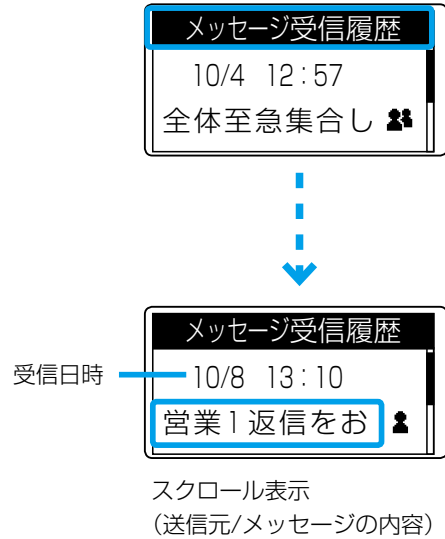 メッセージ受信履歴
10/4 12:57
全体至急集合し
メッセージ受信履歴
受信日時
10/8 13:10
営業1返信をお
スクロール表示
(送信元/メッセージの内容)